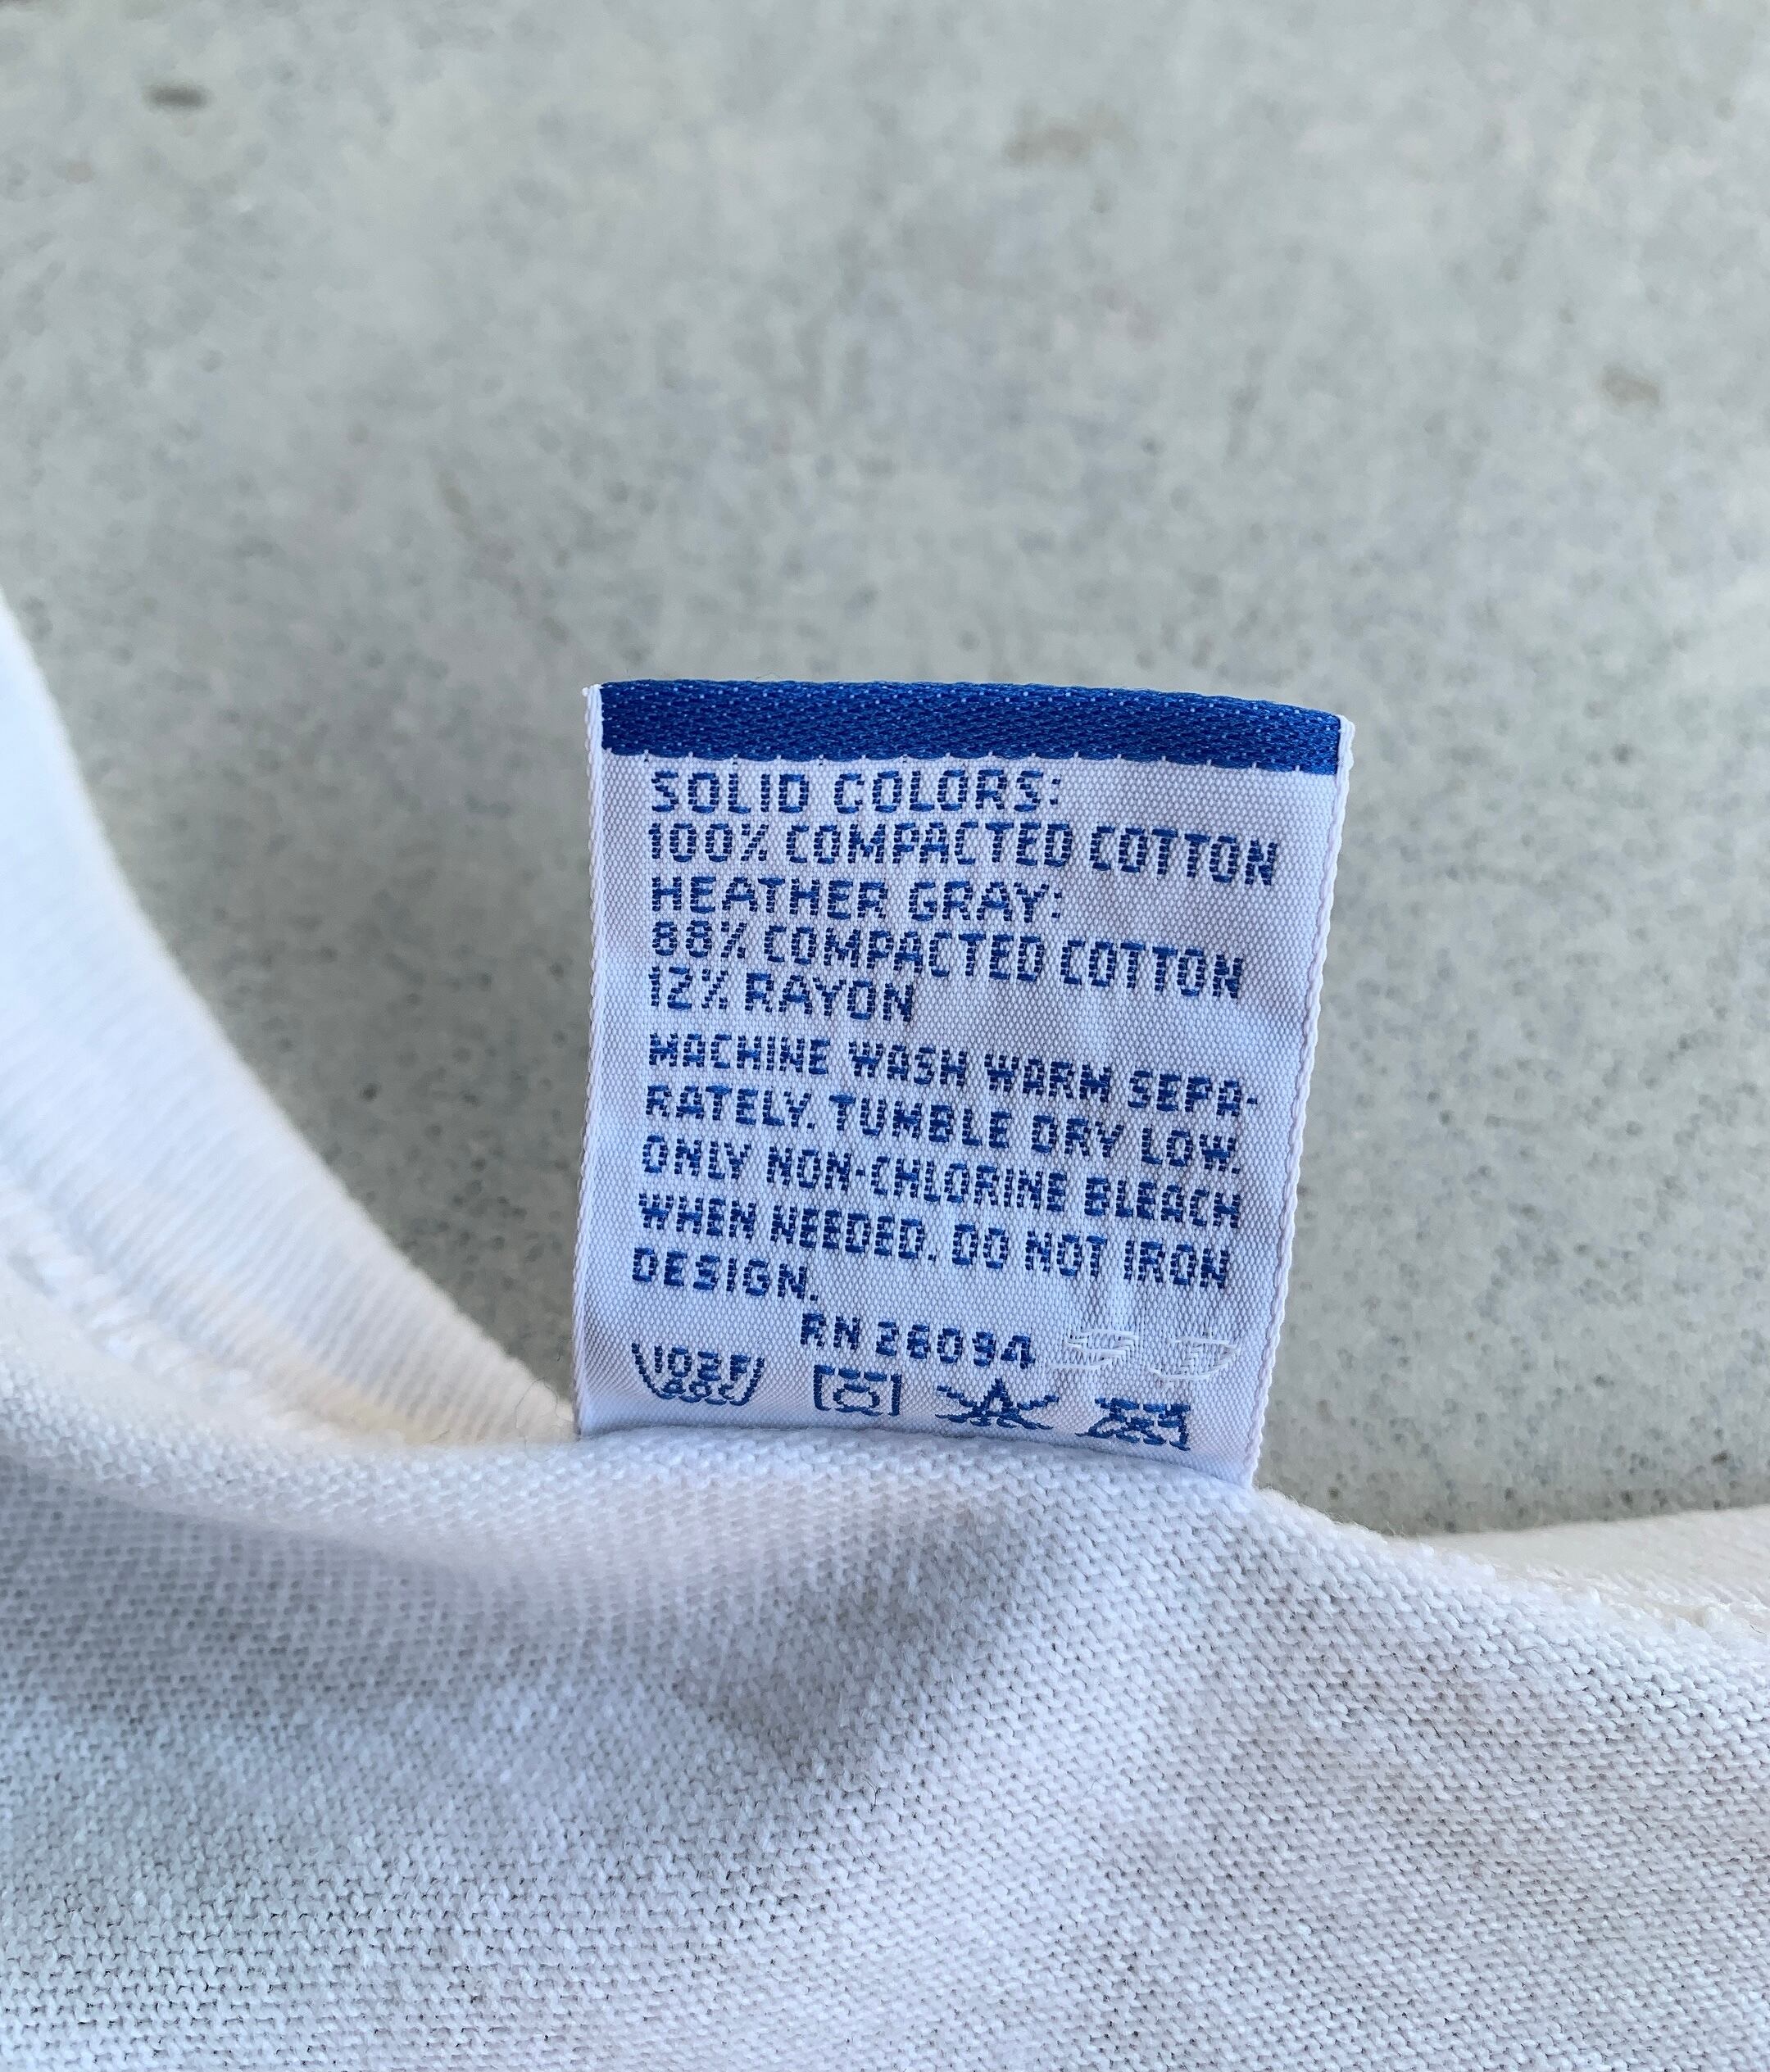 SOLID COLORS:
100% COMPACTED COTTON
HEATHER GRAY:
88% COMPACTED COTTON
12% RAYON
MACHINE WASH WARM SEPA-
RATELY. TUMBLE DRY LOW.
ONLY NON-CHLORINE BLEACH
WHEN NEEDED. DO NOT IRON
DESIGN.
RN 26094
102F